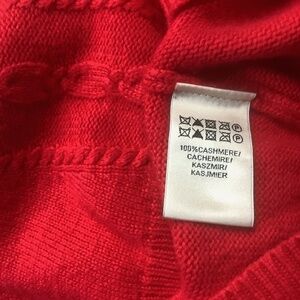 P
P
100%CASHMERE/
CACHEMIRE/
KASZMIR/
KASJMIER